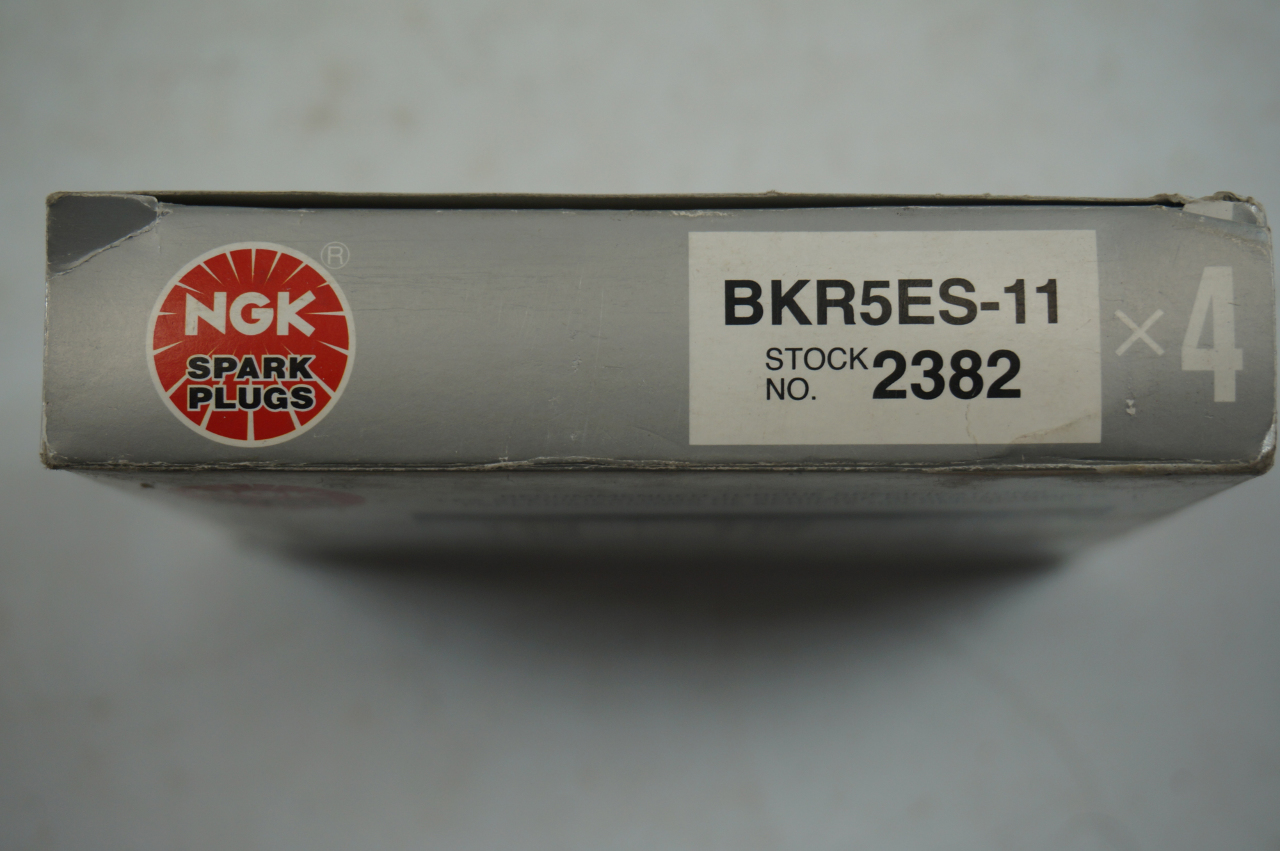 NGK
®
SPARK
PLUGS
BKR5ES-11
STOCK
NO. 2382
× 4